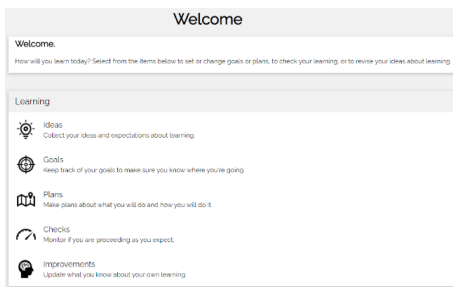 Welcome
Welcome.
How will you learn today? Select from the items below to set or change goals or plans, to check your learning, or to revise your ideas about learning.
Learning
Ideas
Collect your ideas and expectations about learning.
Goals
Keep track of your goals to make sure you know where you're going.
Plans
Make plans about what you will do and how you will do it.
Checks
Monitor if you are proceeding as you expect.
Improvements
Update what you know about your own learning.